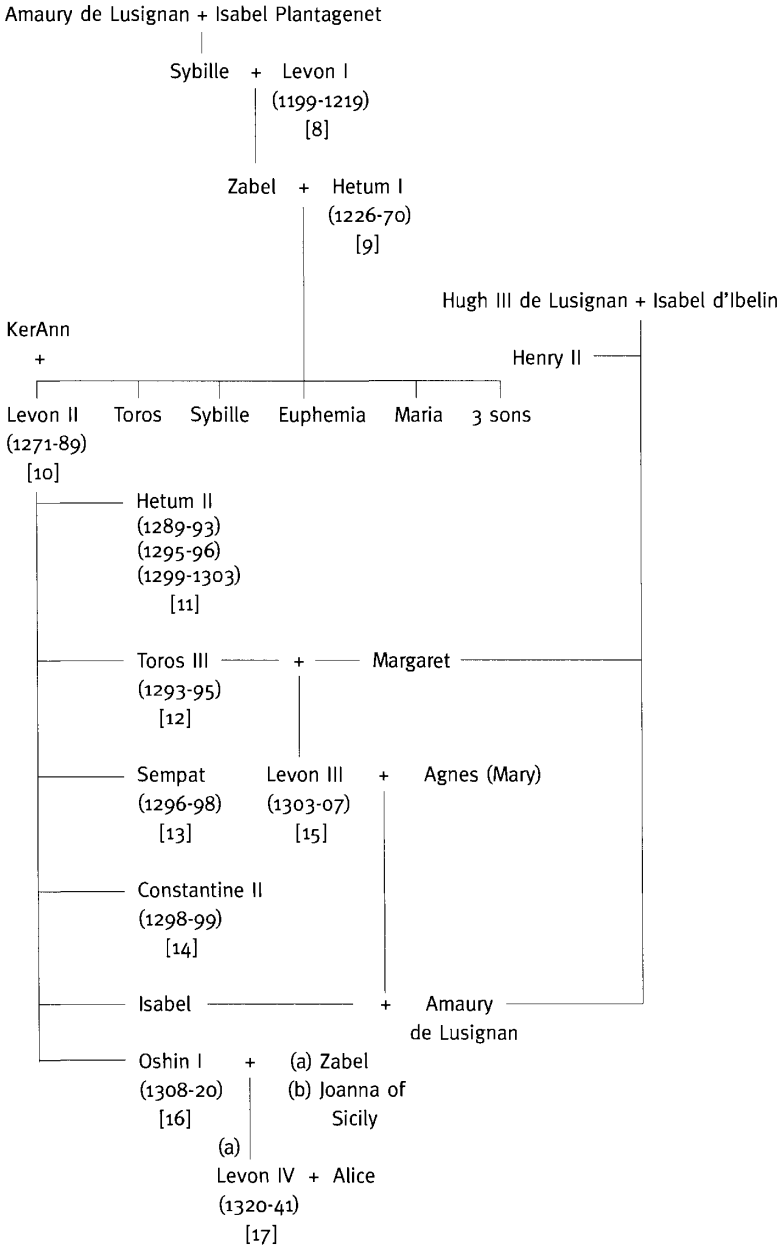 Amaury de Lusignan + Isabel Plantagenet
Sybille + Levon I
(1199-1219)
[8]
Zabel + Hetum I
(1226-70)
[9]
Hugh III de Lusignan + Isabel d'Ibelin
KerAnn
+
Henry II
Levon II Toros Sybille Euphemia Maria 3 sons
(1271-89)
[10]
Hetum II
(1289-93)
(1295-96)
(1299-1303)
[11]
Toros III + Margaret
(1293-95)
[12]
Sempat Levon III + Agnes (Mary)
(1296-98) (1303-07)
[13] [15]
Constantine II
(1298-99)
[14]
Isabel + Amaury
de Lusignan
Oshin I + (a) Zabel
(1308-20) (b) Joanna of
[16] Sicily
(a)
Levon IV + Alice
(1320-41)
[17]